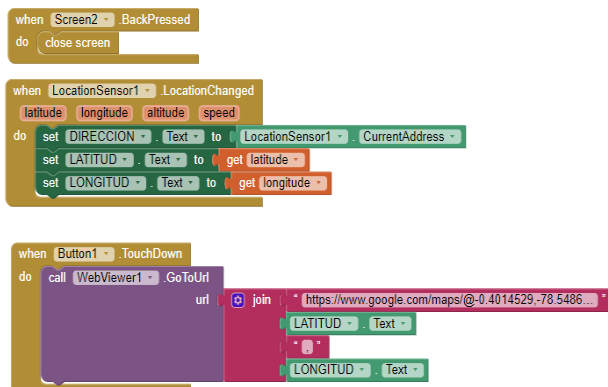 when Screen2 .BackPressed
do close screen
when LocationSensor1 .LocationChanged
latitude longitude altitude speed
do set DIRECCION . Text to LocationSensor1 . CurrentAddress
set LATITUD . Text to get latitude
set LONGITUD . Text to get longitude
when Button1 .TouchDown
do call WebViewer1 .GoToUrl
url join " https://www.google.com/maps/@-0.4014529,-78.5486... "
LATITUD . Text
" , "
LONGITUD . Text